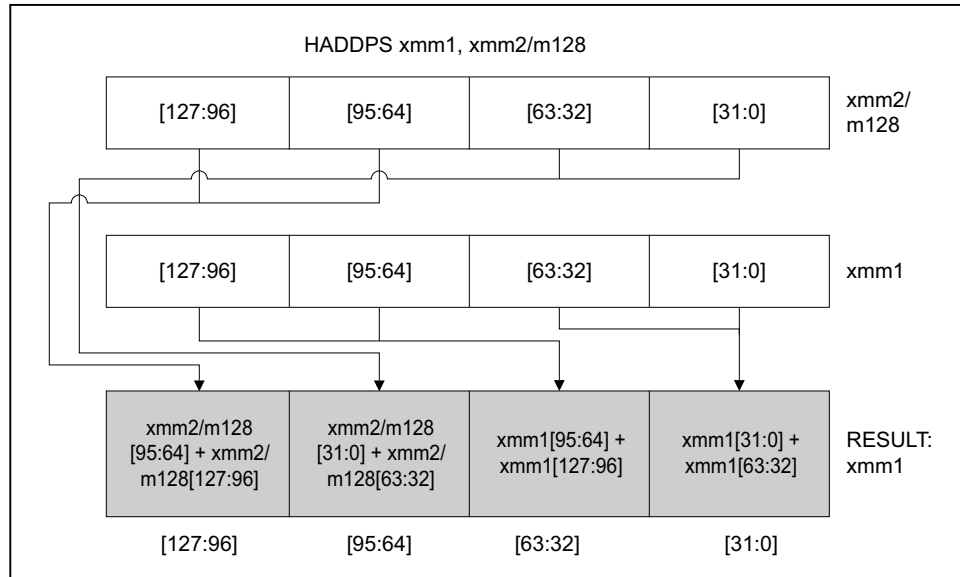 HADDPS xmm1, xmm2/m128
[127:96] [95:64] [63:32] [31:0]
xmm2/
m128
[127:96] [95:64] [63:32] [31:0] xmm1
xmm2/m128
[95:64] + xmm2/
m128[127:96]
xmm2/m128
[31:0] + xmm2/
m128[63:32]
xmm1[95:64] +
xmm1[127:96]
xmm1[31:0] +
xmm1[63:32]
RESULT:
xmm1
[127:96] [95:64] [63:32] [31:0]